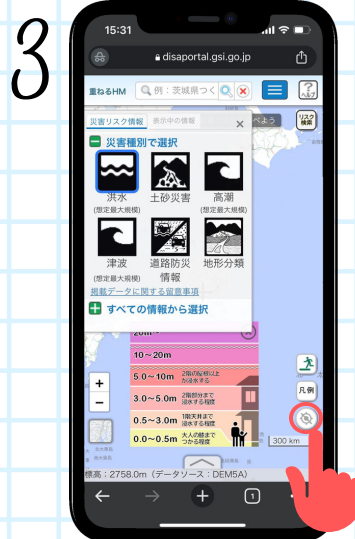 3
15:31
disaportal.gsi.go.jp
重ねるHM
例：茨城県つく
ヘルプ
災害リスク情報 表示中の情報 ×
べよう
リスク検索
災害種別で選択
洪水 土砂災害 高潮
(想定最大規模) (想定最大規模)
津波 道路防災情報 地形分類
(想定最大規模)
掲載データに関する留意事項
すべての情報から選択
20m～
10～20m
5.0～10m 2階の屋根以上が浸水する
3.0～5.0m 2階部分まで浸水する程度
0.5～3.0m 1階天井まで浸水する程度
0.0～0.5m 大人の膝までつかる程度
+
−
凡例
300 km
標高：2758.0m（データソース：DEM5A）
1